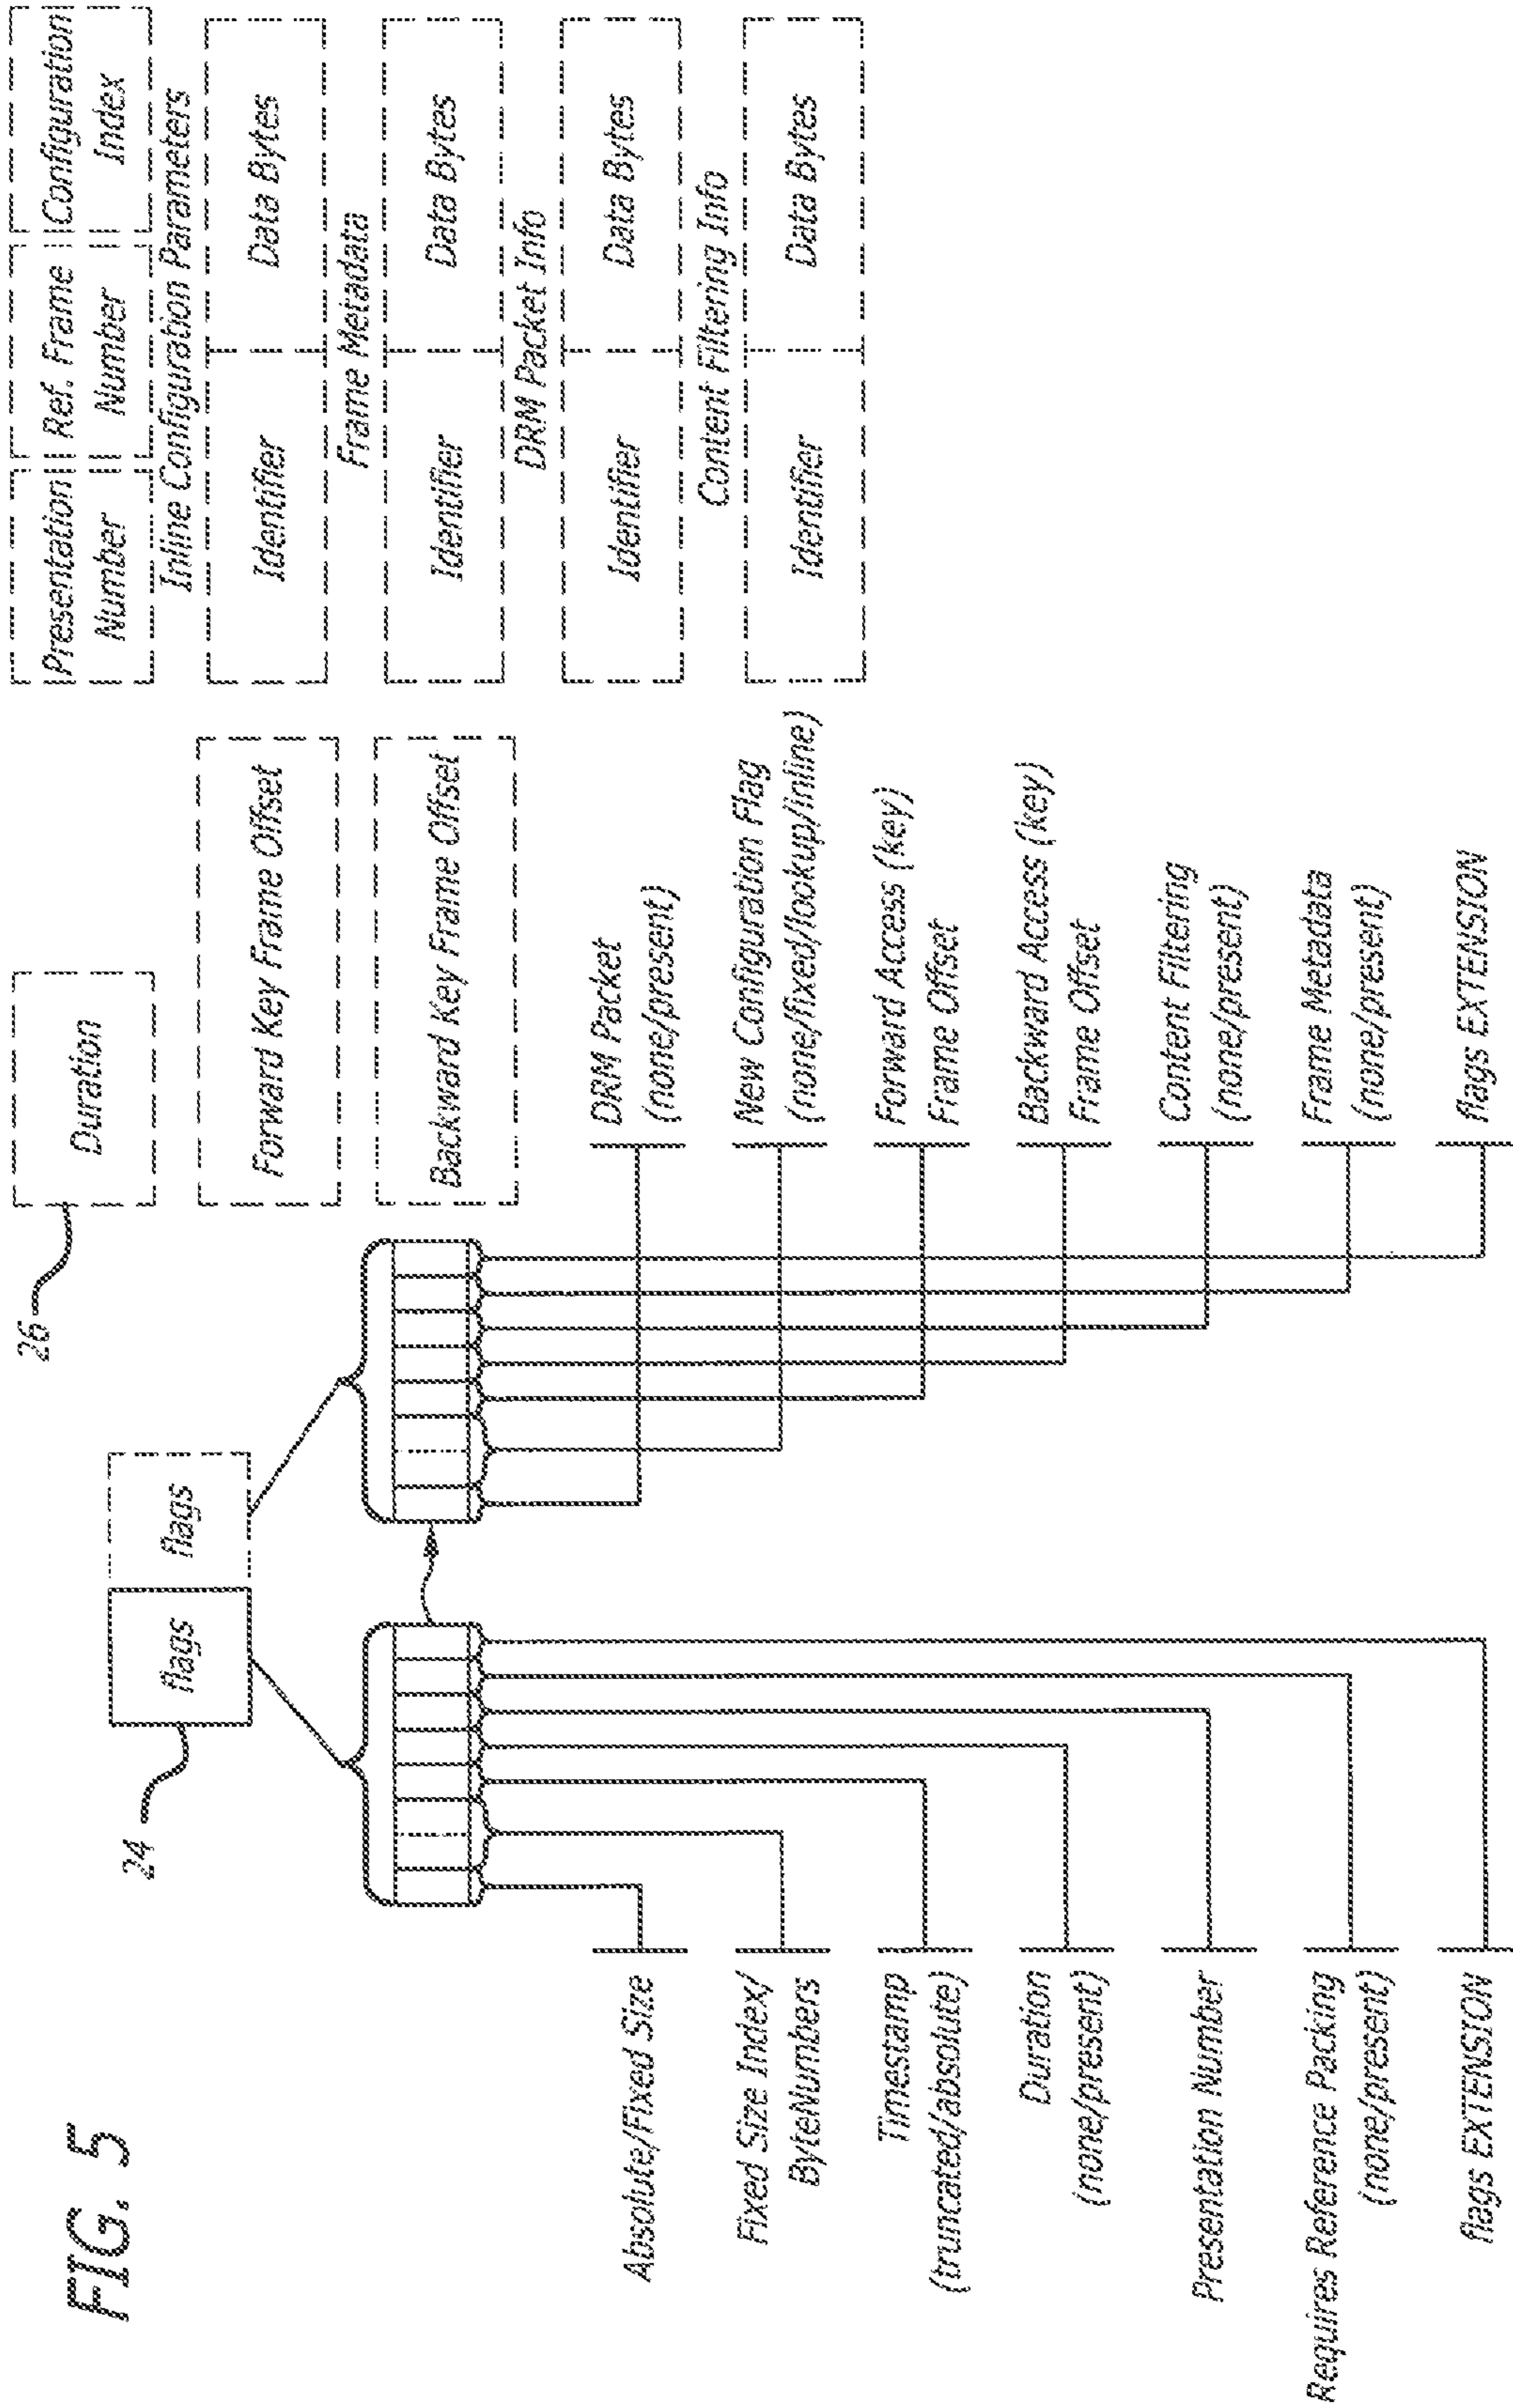 FIG. 5
24
26
flags
flags
Duration
Presentation Number
Ref. Frame Number
Configuration Index
Forward Key Frame Offset
Inline Configuration Parameters
Identifier
Data Bytes
Backward Key Frame Offset
Frame Metadata
Identifier
Data Bytes
DRM Packet Info
Identifier
Data Bytes
Content Filtering Info
Identifier
Data Bytes
Absolute/Fixed Size
Fixed Size Index/
ByteNumbers
Timestamp
(truncated/absolute)
Duration
(none/present)
Presentation Number
Requires Reference Packing
(none/present)
flags EXTENSION
DRM Packet
(none/present)
New Configuration Flag
(none/fixed/lookup/inline)
Forward Access (key)
Frame Offset
Backward Access (key)
Frame Offset
Content Filtering
(none/present)
Frame Metadata
(none/present)
flags EXTENSION